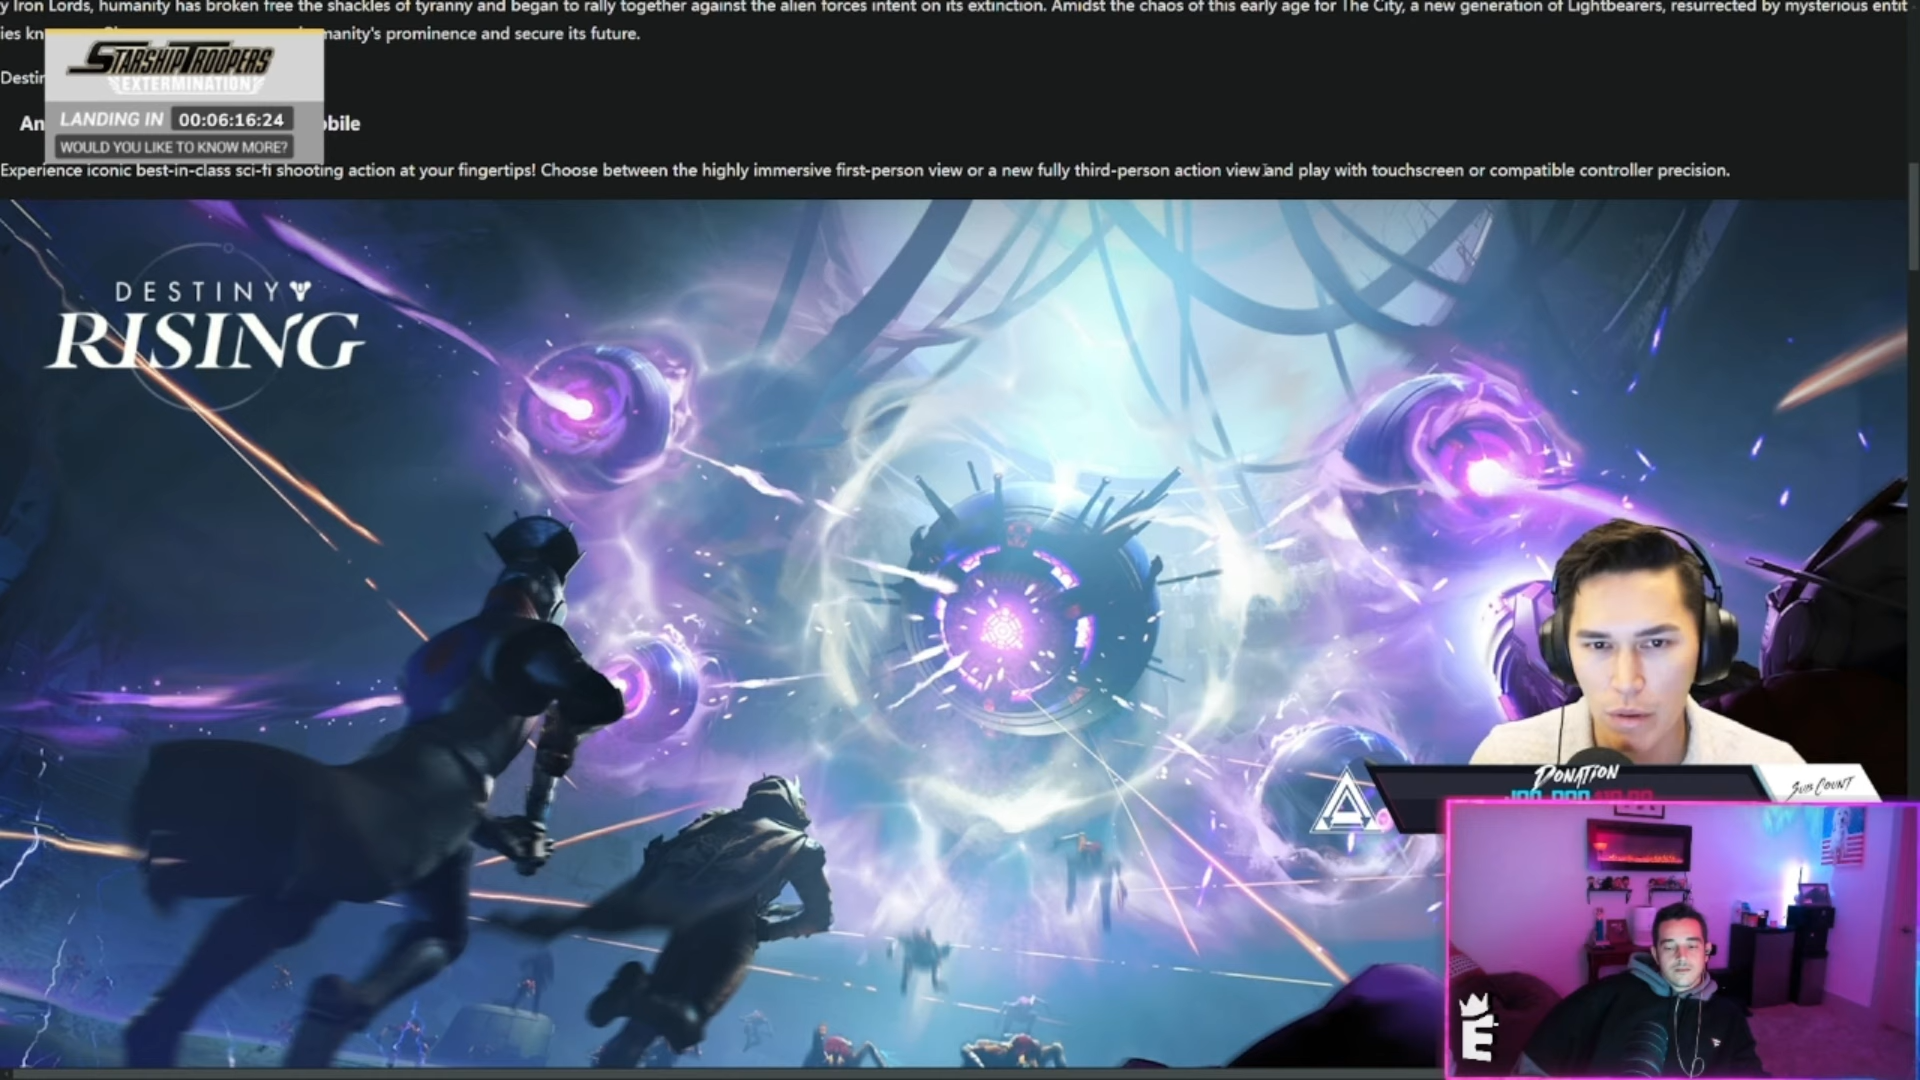 y Iron Lords, humanity has broken free the shackles of tyranny and began to rally together against the alien forces intent on its extinction. Amidst the chaos of this early age for The City, a new generation of Lightbearers, resurrected by mysterious entit
ies kn
manity's prominence and secure its future.
STARSHIP TROOPERS
EXTERMINATION
Destin
LANDING IN 00:06:16:24
An
obile
WOULD YOU LIKE TO KNOW MORE?
Experience iconic best-in-class sci-fi shooting action at your fingertips! Choose between the highly immersive first-person view or a new fully third-person action view and play with touchscreen or compatible controller precision.
DESTINY
RISING
DONATION
SUB COUNT
E